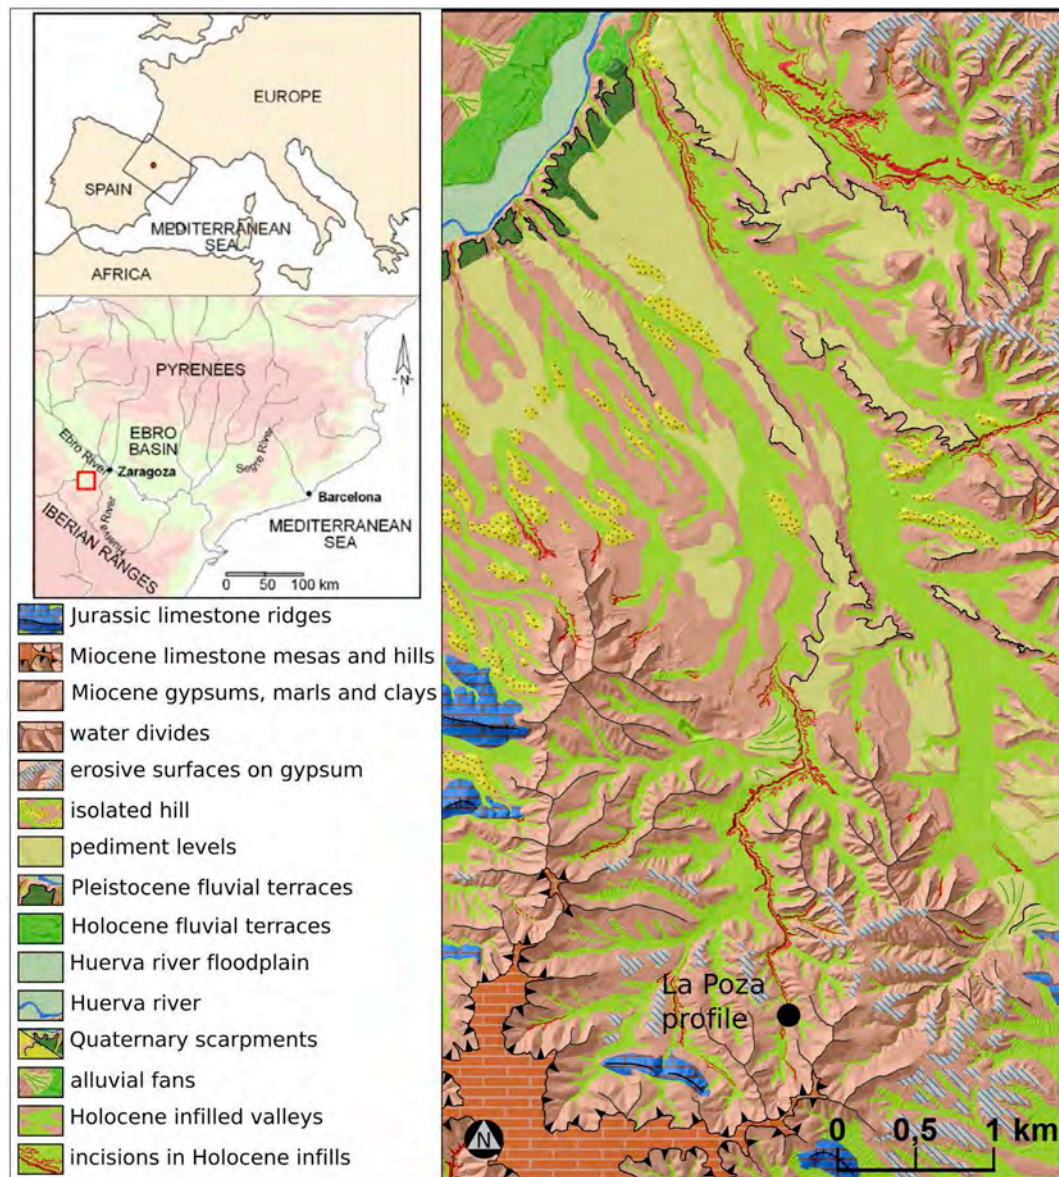 EUROPE
SPAIN
MEDITERRANEAN
SEA
AFRICA
PYRENEES
N
EBRO
BASIN
Ebro River
Zaragoza
Segre River
Barcelona
Huerva River
MEDITERRANEAN
SEA
IBERIAN RANGES
0 50 100 km
Jurassic limestone ridges
Miocene limestone mesas and hills
Miocene gypsums, marls and clays
water divides
erosive surfaces on gypsum
isolated hill
pediment levels
Pleistocene fluvial terraces
Holocene fluvial terraces
Huerva river floodplain
Huerva river
Quaternary scarpments
alluvial fans
Holocene infilled valleys
incisions in Holocene infills
La Poza
profile
N
0 0,5 1 km